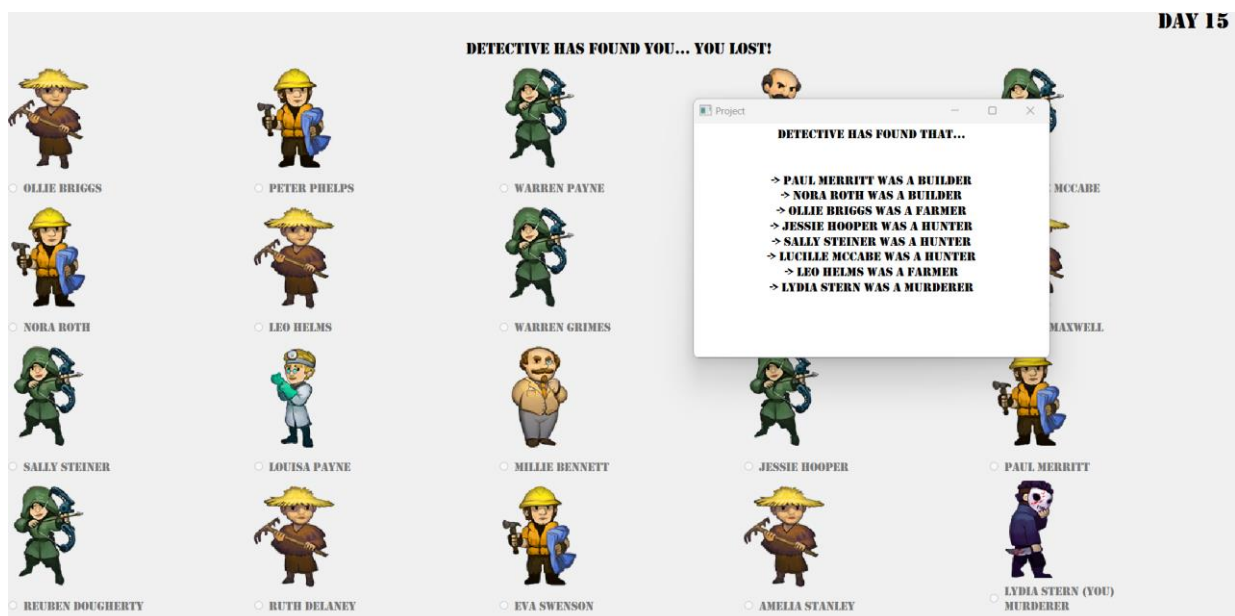 DAY 15
DETECTIVE HAS FOUND YOU... YOU LOST!
Project
DETECTIVE HAS FOUND THAT...
-> PAUL MERRITT WAS A BUILDER
-> NORA ROTH WAS A BUILDER
-> OLLIE BRIGGS WAS A FARMER
-> JESSIE HOOPER WAS A HUNTER
-> SALLY STEINER WAS A HUNTER
-> LUCILLE MCCABE WAS A HUNTER
-> LEO HELMS WAS A FARMER
-> LYDIA STERN WAS A MURDERER
OLLIE BRIGGS
PETER PHELPS
WARREN PAYNE
MCCABE
NORA ROTH
LEO HELMS
WARREN GRIMES
MAXWELL
SALLY STEINER
LOUISA PAYNE
MILLIE BENNETT
JESSIE HOOPER
PAUL MERRITT
REUBEN DOUGHERTY
RUTH DELANEY
EVA SWENSON
AMELIA STANLEY
LYDIA STERN (YOU)
MURDERER